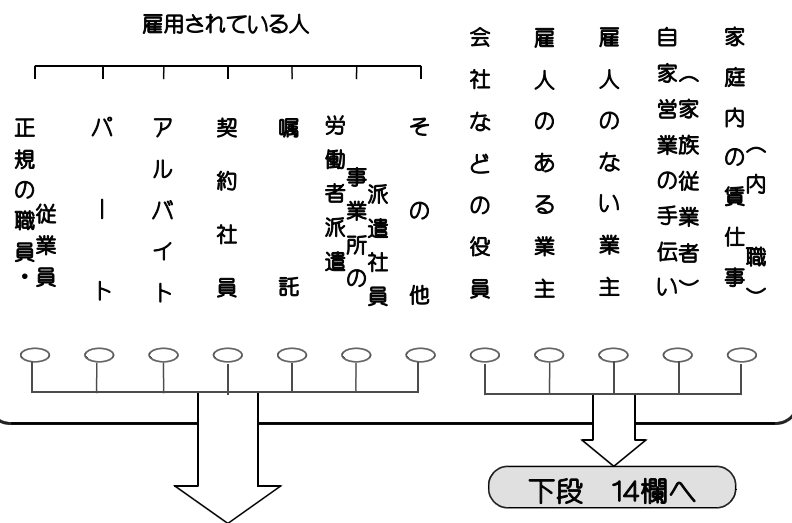 雇用されている人
正規の職員・
従業員
パート
アルバイト
契約社員
嘱託
労働者派遣
事業所の
派遣社員
その他
会社などの役員
雇人のある業主
雇人のない業主
自家営業の手伝い
（家族従業者）
家庭内の賃仕事
（内職）
下段　14欄へ